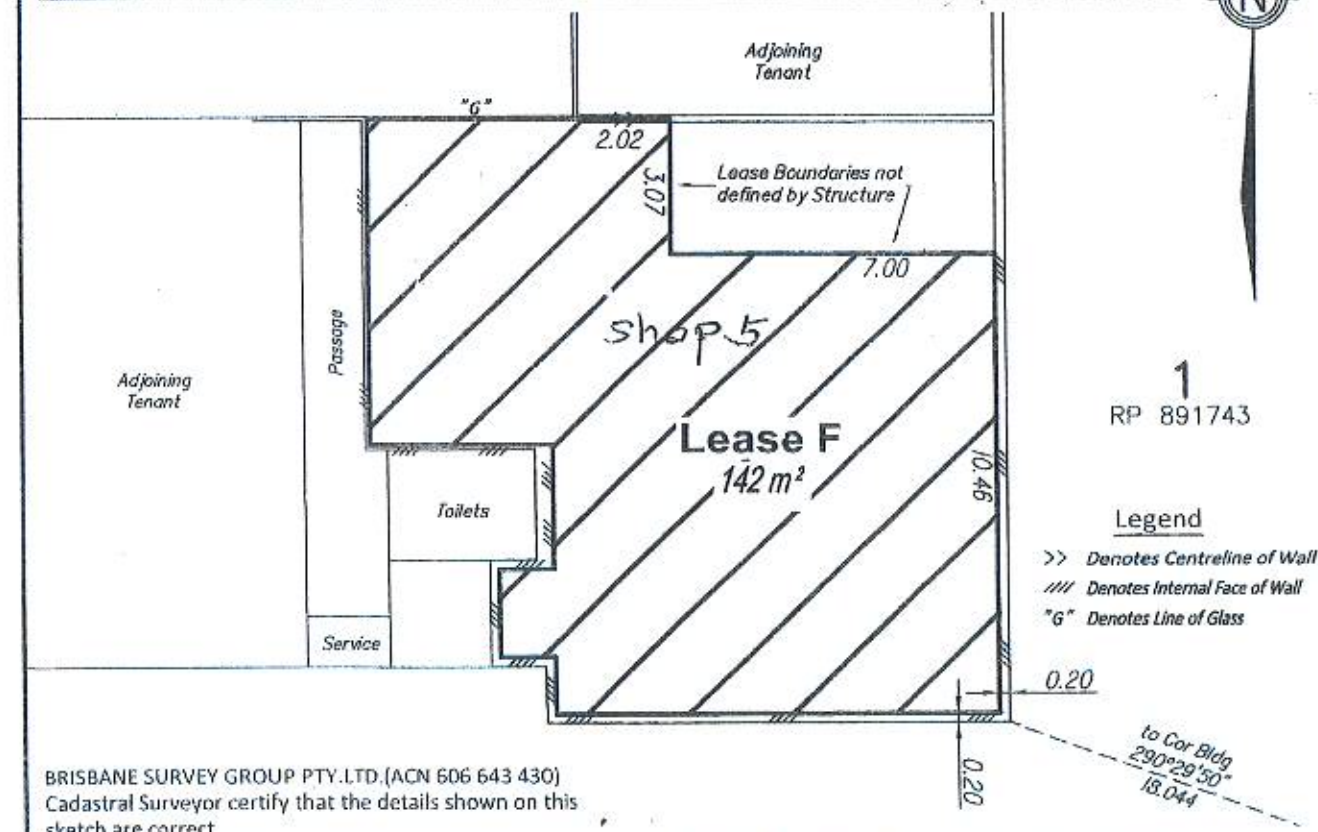 N
Adjoining
Tenant
"G"
2.02
3.07
Lease Boundaries not
defined by Structure
7.00
Shop 5
Passage
Adjoining
Tenant
1
RP 891743
Lease F
142 m²
10.46
Toilets
Legend
>> Denotes Centreline of Wall
//// Denotes Internal Face of Wall
"G" Denotes Line of Glass
Service
0.20
0.20
to Cor Bldg
290°29'50"
18.044
BRISBANE SURVEY GROUP PTY.LTD.(ACN 606 643 430)
Cadastral Surveyor certify that the details shown on this
sketch are correct